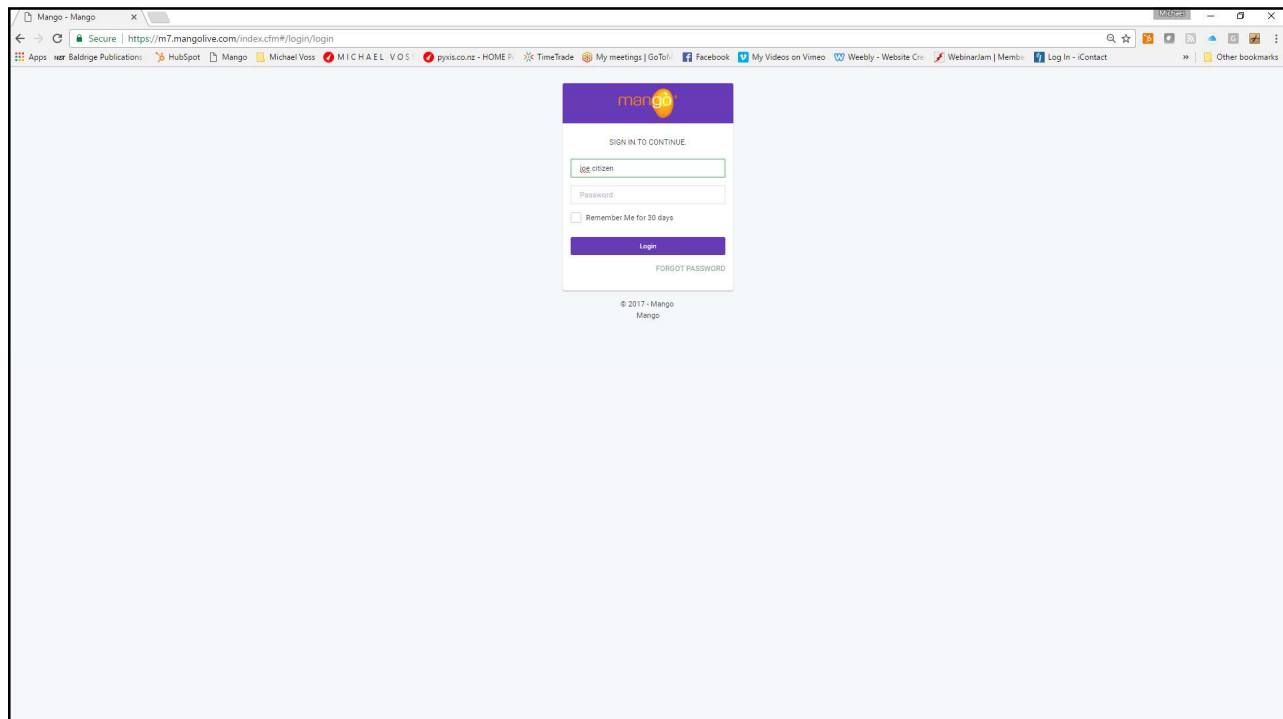 Mango - Mango
Michael
Secure | https://m7.mangolive.com/index.cfm#/login/login
Apps NIST Baldrige Publications HubSpot Mango Michael Voss M I C H A E L V O S pyxis.co.nz - HOME P TimeTrade My meetings | GoTo Facebook My Videos on Vimeo Weebly - Website Cre WebinarJam | Membe Log In - iContact » Other bookmarks
mango
SIGN IN TO CONTINUE.
joe.citizen
Password
Remember Me for 30 days
Login
FORGOT PASSWORD
© 2017 - Mango
Mango